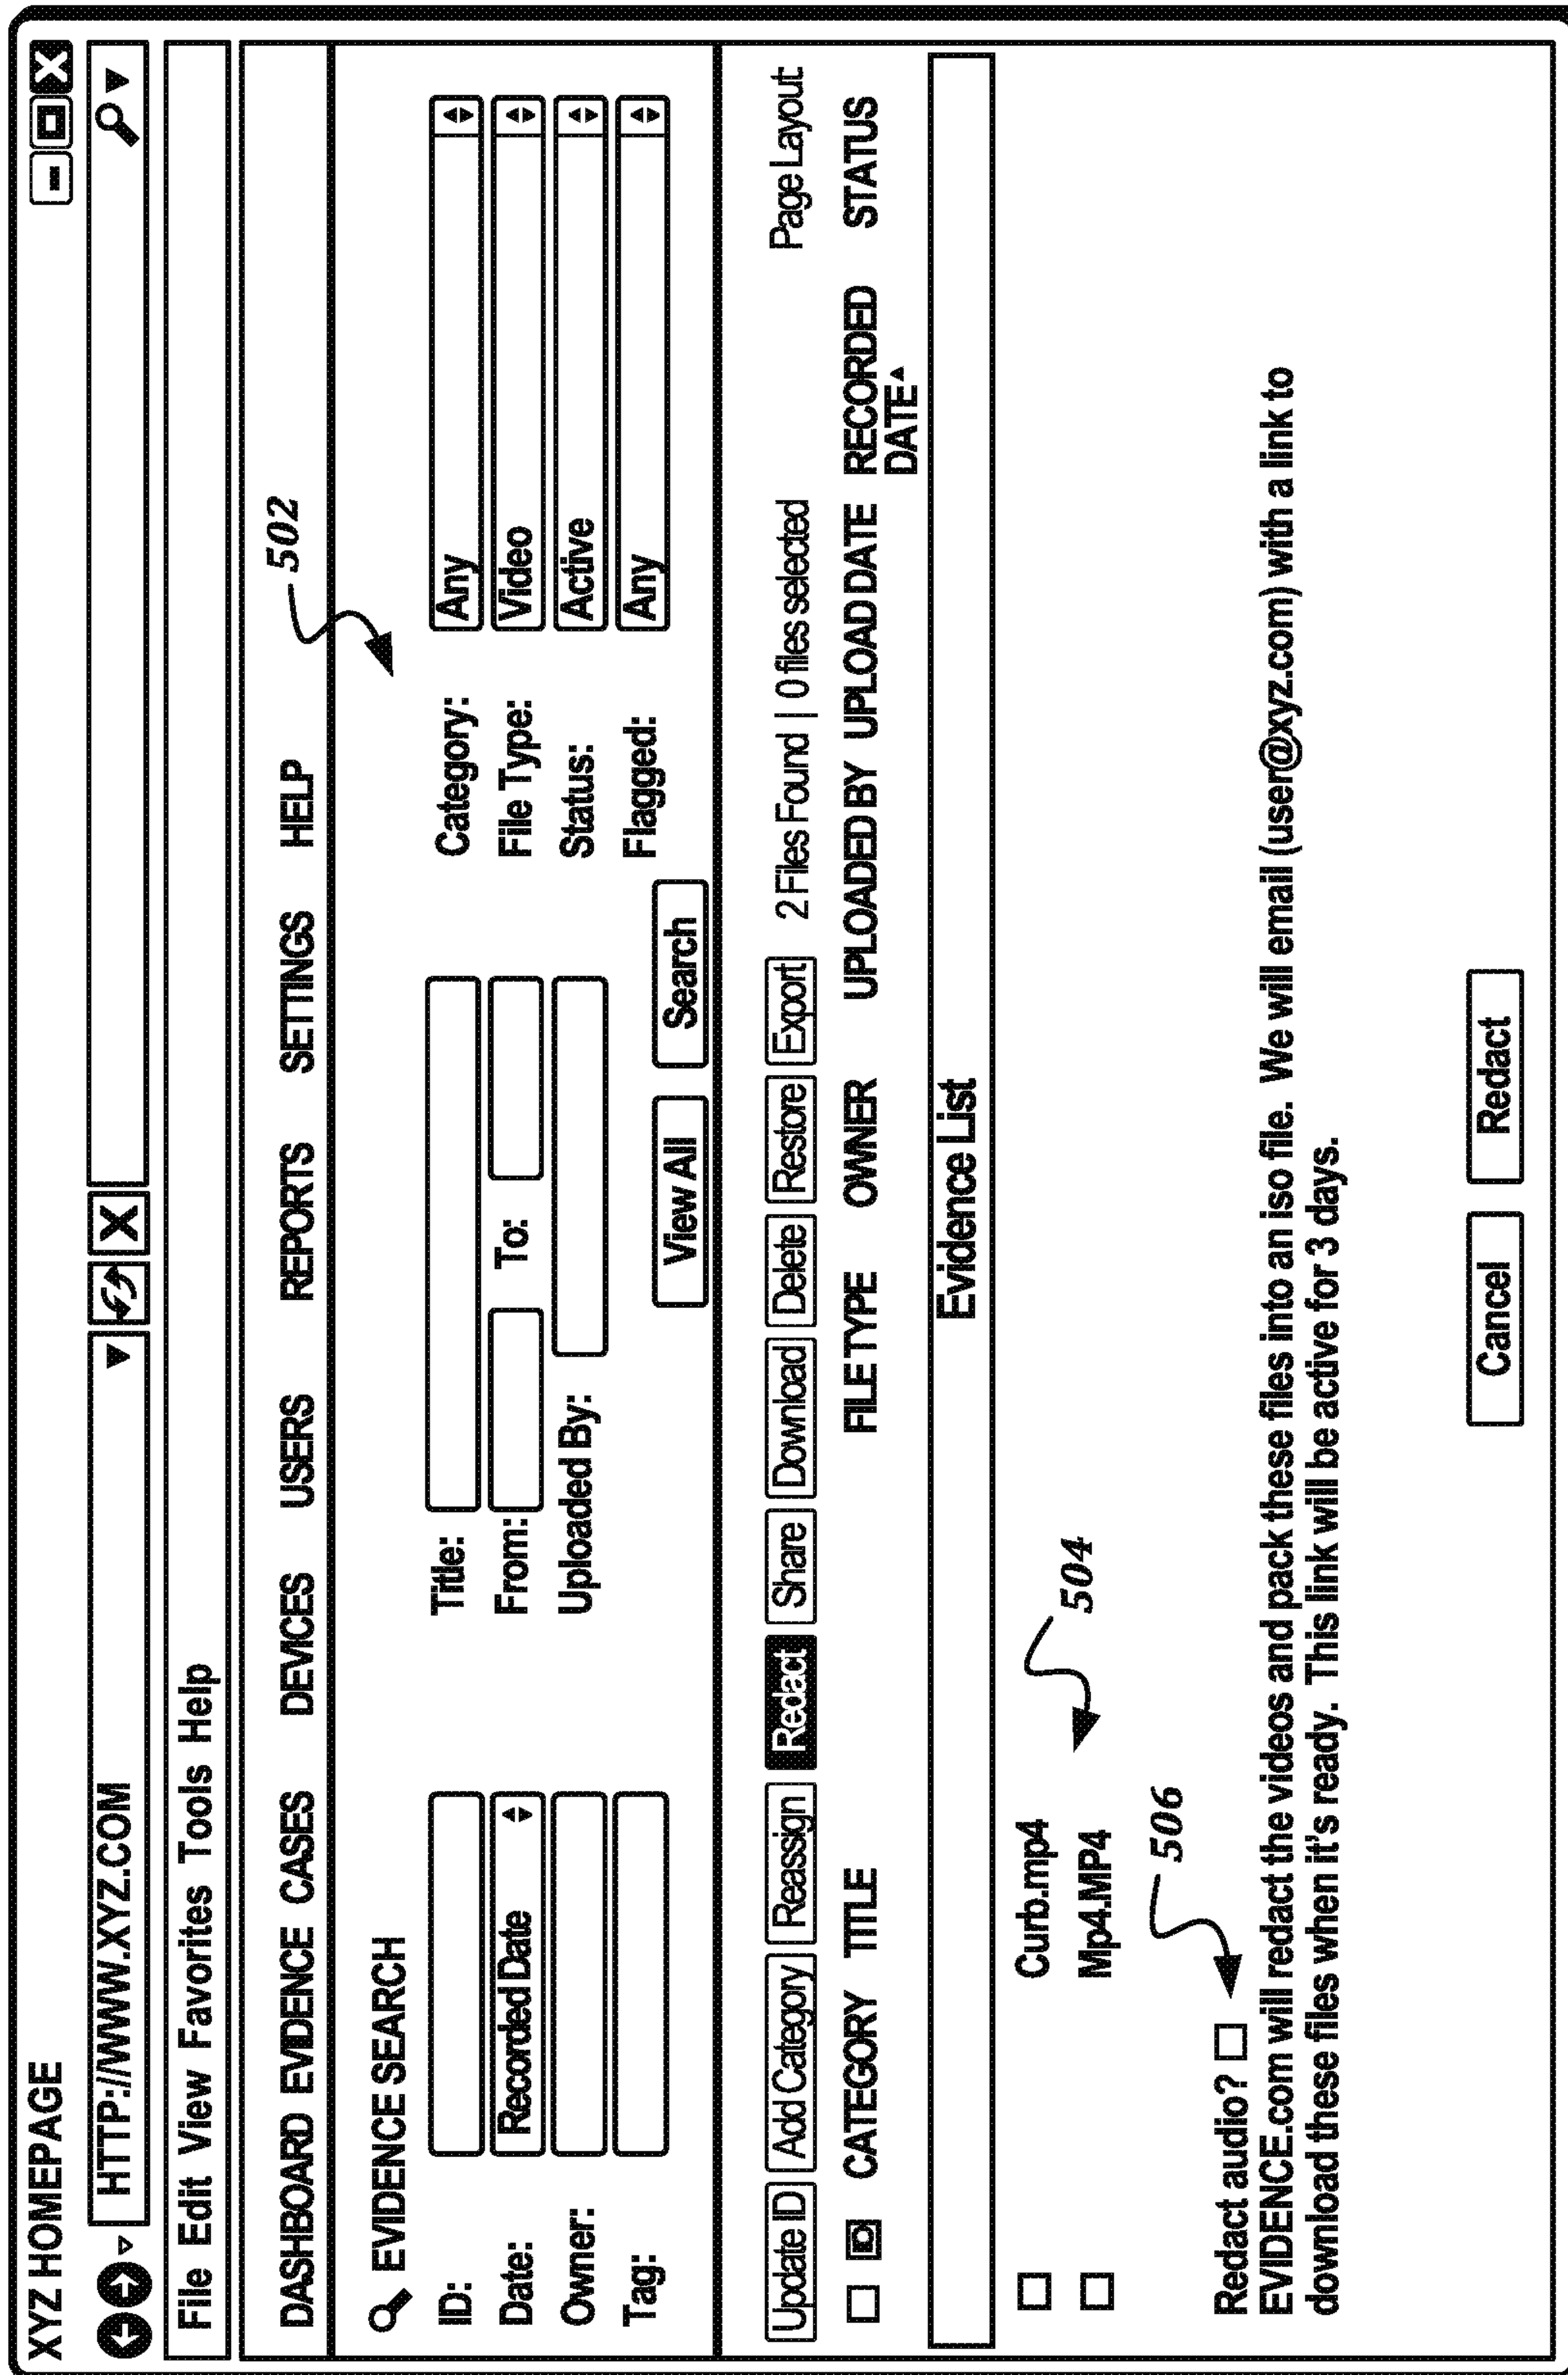 XYZ HOMEPAGE
HTTP://WWW.XYZ.COM
File Edit View Favorites Tools Help
DASHBOARD EVIDENCE CASES DEVICES USERS REPORTS SETTINGS HELP
502
EVIDENCE SEARCH
ID: Title: Category: Any
Date: Recorded Date From: To: File Type: Video
Owner: Uploaded By: Status: Active
Tag: Flagged: Any
View All Search
Update ID Add Category Reassign Redact Share Download Delete Restore Export 2 Files Found | 0 files selected Page Layout:
ID CATEGORY TITLE FILE TYPE OWNER UPLOADED BY UPLOAD DATE RECORDED STATUS
DATE
Evidence List
Curb.mp4
504
Mp4.MP4
506
Redact audio?
EVIDENCE.com will redact the videos and pack these files into an iso file. We will email (user@xyz.com) with a link to
download these files when it's ready. This link will be active for 3 days.
Cancel Redact